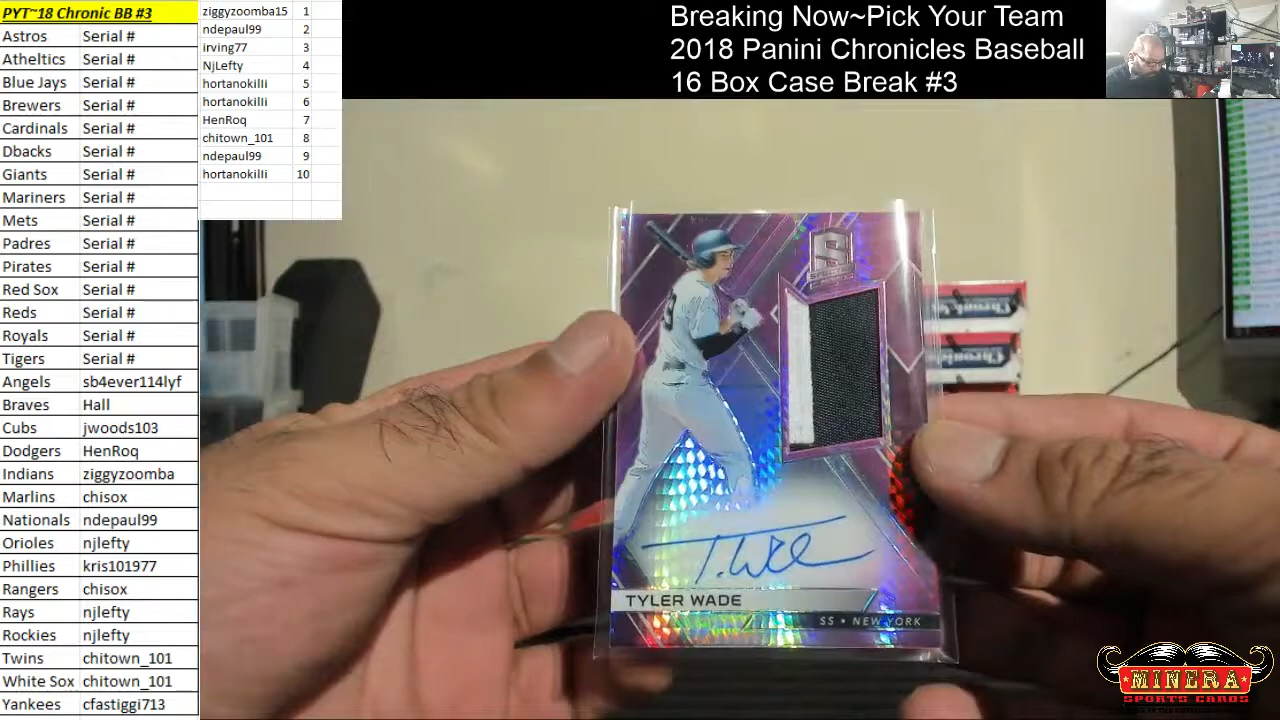 PYT~18 Chronic BB #3
Astros Serial #
Atheltics Serial #
Blue Jays Serial #
Brewers Serial #
Cardinals Serial #
Dbacks Serial #
Giants Serial #
Mariners Serial #
Mets Serial #
Padres Serial #
Pirates Serial #
Red Sox Serial #
Reds Serial #
Royals Serial #
Tigers Serial #
Angels sb4ever114lyf
Braves Hall
Cubs jwoods103
Dodgers HenRoq
Indians ziggyzoomba
Marlins chisox
Nationals ndepaul99
Orioles njlefty
Phillies kris101977
Rangers chisox
Rays njlefty
Rockies njlefty
Twins chitown_101
White Sox chitown_101
Yankees cfastiggi713
ziggyzoomba15 1
ndepaul99 2
irving77 3
NjLefty 4
hortanokilli 5
hortanokilli 6
HenRoq 7
chitown_101 8
ndepaul99 9
hortanokilli 10
Breaking Now~Pick Your Team
2018 Panini Chronicles Baseball
16 Box Case Break #3
S
T. Wade
TYLER WADE
SS • NEW YORK
MINERA
SPORTS CARDS